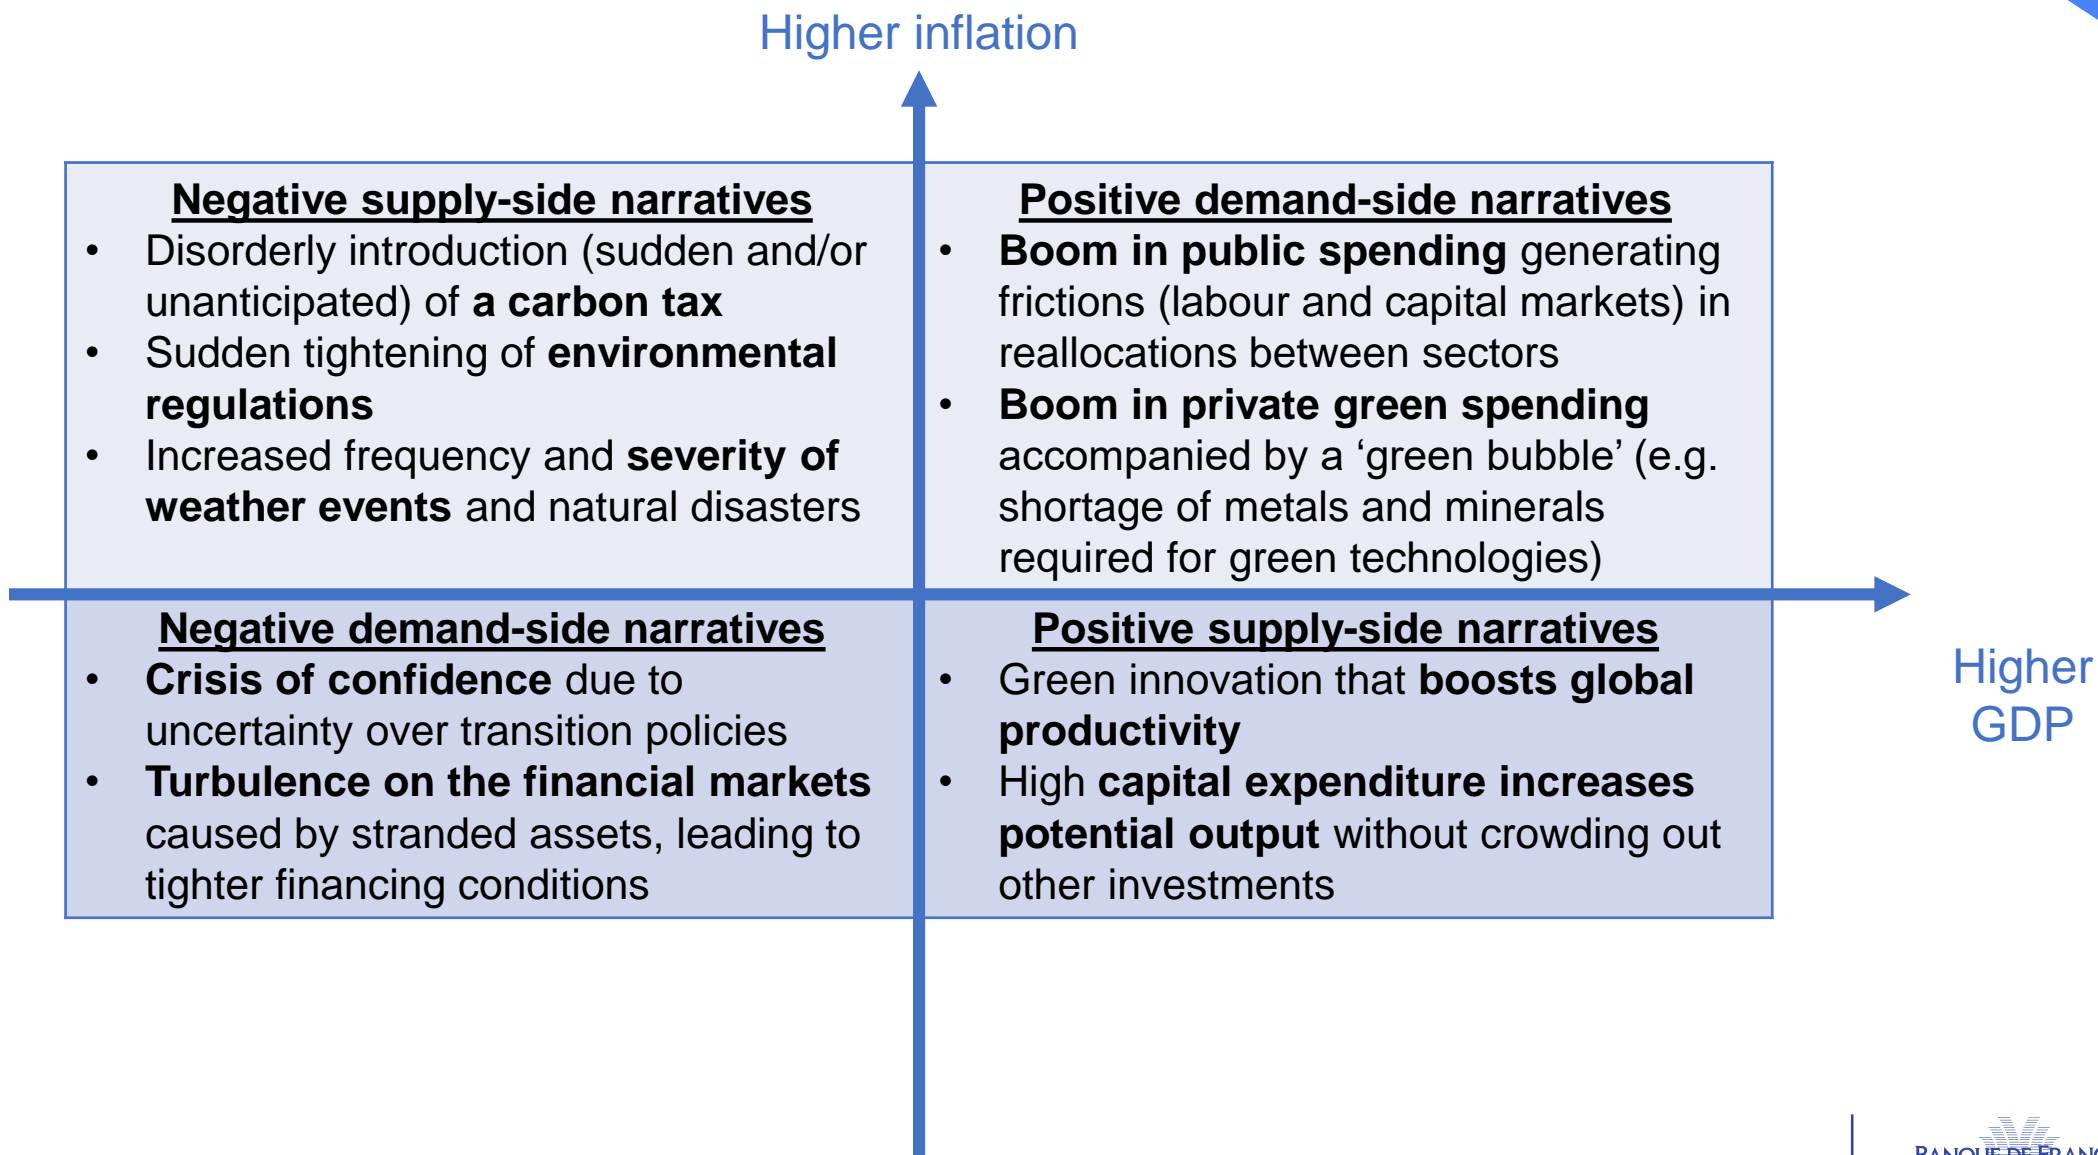 Higher inflation
Negative supply-side narratives
• Disorderly introduction (sudden and/or
unanticipated) of a carbon tax
• Sudden tightening of environmental
regulations
• Increased frequency and severity of
weather events and natural disasters
Positive demand-side narratives
• Boom in public spending generating
frictions (labour and capital markets) in
reallocations between sectors
• Boom in private green spending
accompanied by a ‘green bubble’ (e.g.
shortage of metals and minerals
required for green technologies)
Negative demand-side narratives
• Crisis of confidence due to
uncertainty over transition policies
• Turbulence on the financial markets
caused by stranded assets, leading to
tighter financing conditions
Positive supply-side narratives
• Green innovation that boosts global
productivity
• High capital expenditure increases
potential output without crowding out
other investments
Higher
GDP
BANQUE DE